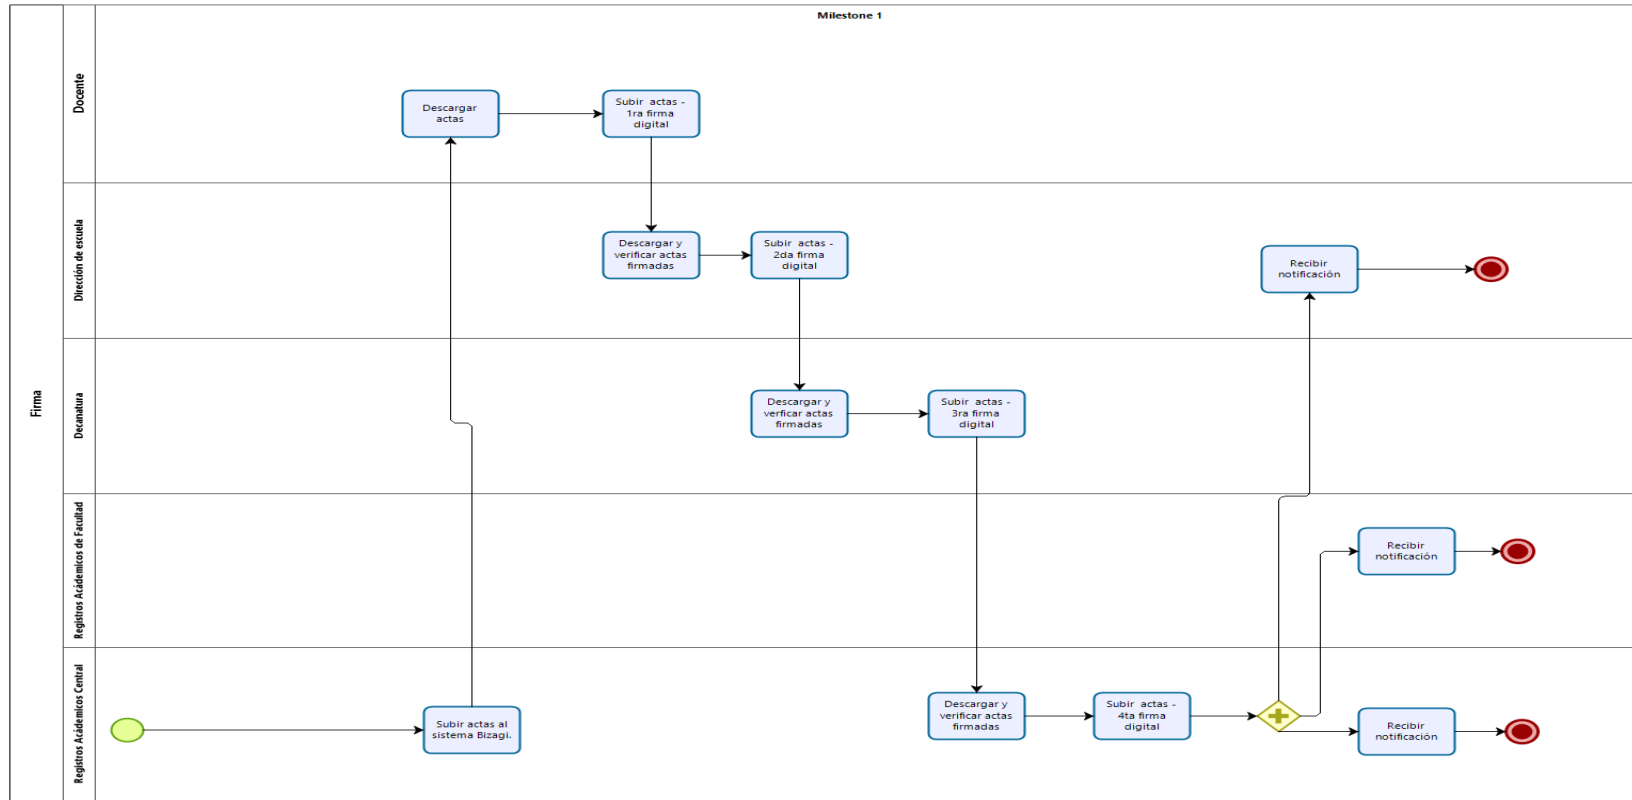 Milestone 1
Firma
Docente
Descargar
actas
Subir actas -
1ra firma
digital
Dirección de escuela
Descargar y
verificar actas
firmadas
Subir actas -
2da firma
digital
Recibir
notificación
Decanatura
Descargar y
verficar actas
firmadas
Subir actas -
3ra firma
digital
Registros Acádemicos de Facultad
Recibir
notificación
Registros Acádemicos Central
Subir actas al
sistema Bizagi.
Descargar y
verificar actas
firmadas
Subir actas -
4ta firma
digital
Recibir
notificación